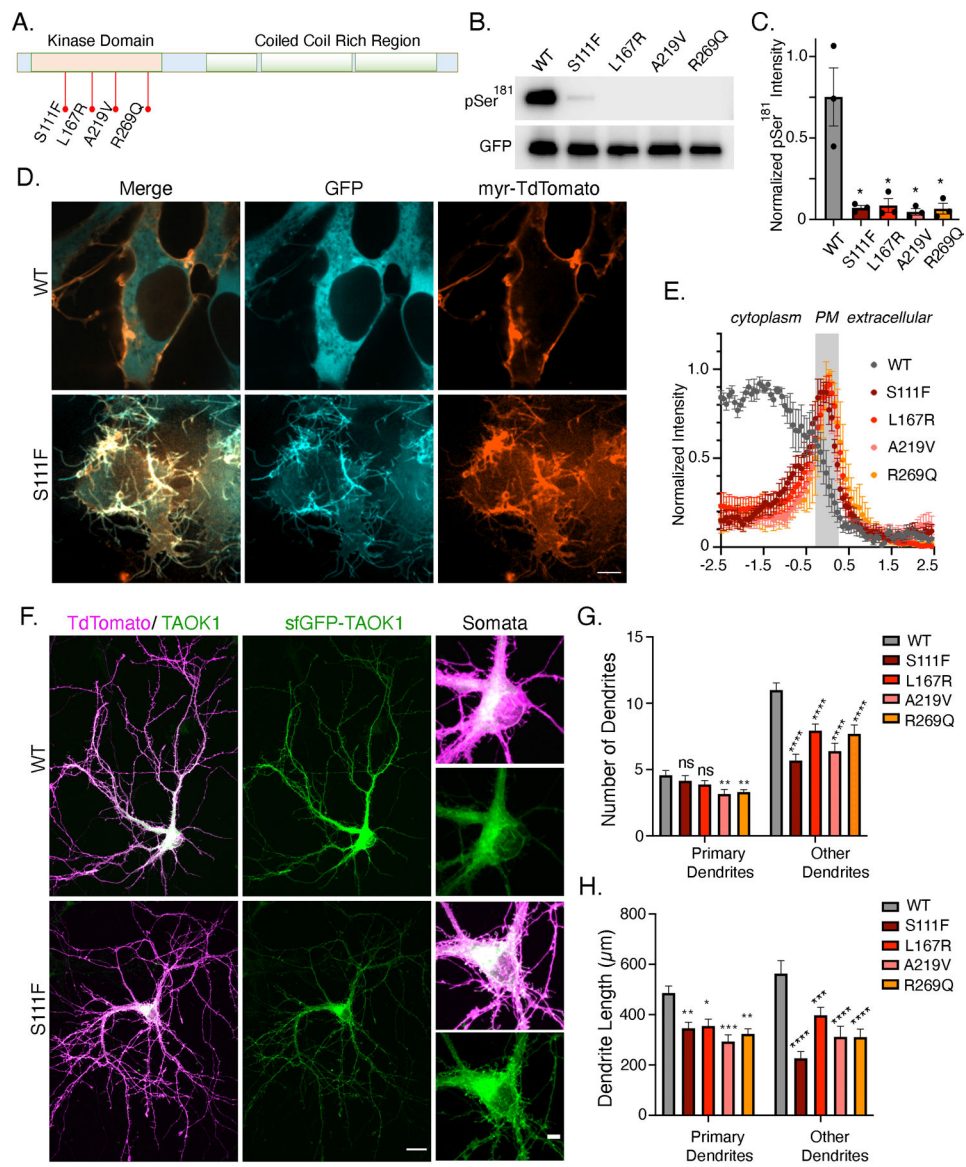 A.
Kinase Domain
Coiled Coil Rich Region
S111F
L167R
A219V
R269Q
B.
WT
S111F
L167R
A219V
R269Q
pSer181
GFP
C.
Normalized pSer181 Intensity
1.0
0.5
0
*
*
*
*
WT
S111F
L167R
A219V
R269Q
D.
Merge
GFP
myr-TdTomato
WT
S111F
E.
cytoplasm
PM
extracellular
Normalized Intensity
1.0
0.5
0
-2.5
-1.5
-0.5
0.5
1.5
2.5
WT
S111F
L167R
A219V
R269Q
F.
TdTomato/ TAOK1
sfGFP-TAOK1
Somata
WT
S111F
G.
Number of Dendrites
15
10
5
0
ns
ns
**
**
****
****
****
****
Primary
Dendrites
Other
Dendrites
WT
S111F
L167R
A219V
R269Q
H.
Dendrite Length (µm)
800
600
400
200
0
**
*
***
**
****
***
****
****
Primary
Dendrites
Other
Dendrites
WT
S111F
L167R
A219V
R269Q